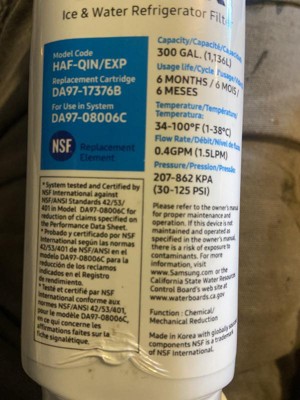 Ice & Water Refrigerator Filter
Model Code
HAF-QIN/EXP
Replacement Cartridge
DA97-17376B
For Use in System
DA97-08006C
NSF
Replacement
Element
* System tested and Certified by
NSF International against
NSF/ANSI Standards 42/53/
401 in Model DA97-08006C for
reduction of claims specified on
the Performance Data Sheet.
* Probado y certificado por NSF
International según las normas
42/53/401 de NSF/ANSI en el
modelo DA97-08006C para la
reducción de los reclamos
indicados en el Registro
de rendimiento.
* Testé et certifié par NSF
International conforme aux
normes NSF/ANSI 42/53/401,
pour le modèle DA97-08006C,
en ce qui concerne les
affirmations faites sur la
fiche signalétique.
Capacity/Capacité/Capacidad:
300 GAL. (1,136L)
Usage life/Cycle
6 MONTHS / 6 MOIS /
6 MESES
Temperature/Température/
Temperatura:
34-100°F (1-38°C)
Flow Rate/Débit/Nivel de flujo:
0.4GPM (1.5LPM)
Pressure/Pression/Presión:
207-862 KPA
(30-125 PSI)
Please refer to the owner's manual
for proper maintenance and
operation. If this device is not
maintained and operated as
specified in the owner's manual,
there is a risk of exposure to
contaminants. For more
information, visit
www.Samsung.com or the
California State Water Resources
Control Board's web site at
www.waterboards.ca.gov
Function : Chemical/
Mechanical Reduction
Made in Korea with globally
components NSF is a trademark
of NSF International.